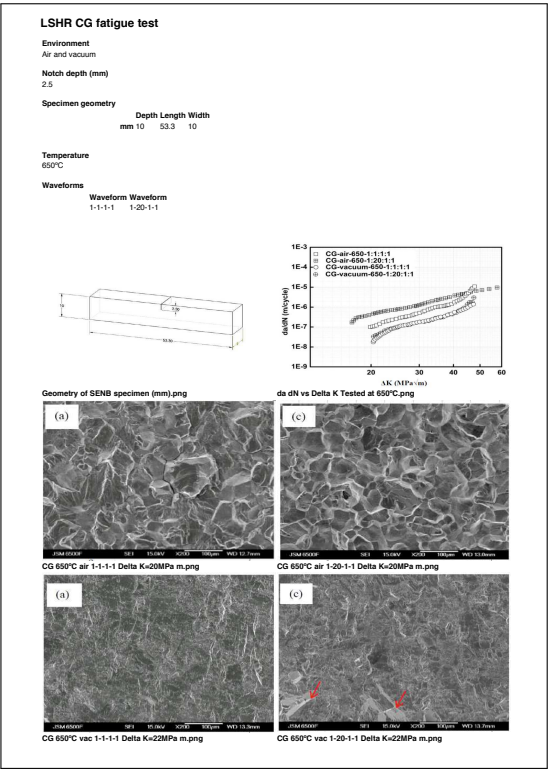 LSHR CG fatigue test
Environment
Air and vacuum
Notch depth (mm)
2.5
Specimen geometry
Depth Length Width
mm 10 53.3 10
Temperature
650ºC
Waveforms
Waveform Waveform
1-1-1-1 1-20-1-1
53.30
1E-3
1E-4
1E-5
1E-6
1E-7
1E-8
1E-9
da/dN (m/cycle)
CG-air-650-1:1:1:1
CG-air-650-1:20:1:1
CG-vacuum-650-1:1:1:1
CG-vacuum-650-1:20:1:1
20 30 40 50 60
ΔK (MPa√m)
Geometry of SENB specimen (mm).png
da dN vs Delta K Tested at 650ºC.png
(a)
JSM 6500F SEI 15.0kV X200 100µm WD 12.7mm
(c)
JSM 6500F SEI 15.0kV X200 100µm WD 13.0mm
CG 650ºC air 1-1-1-1 Delta K=20MPa m.png
CG 650ºC air 1-20-1-1 Delta K=20MPa m.png
(a)
JSM 6500F SEI 15.0kV X200 100µm WD 13.3mm
(c)
JSM 6500F SEI 15.0kV X200 100µm WD 13.7mm
CG 650ºC vac 1-1-1-1 Delta K=22MPa m.png
CG 650ºC vac 1-20-1-1 Delta K=22MPa m.png